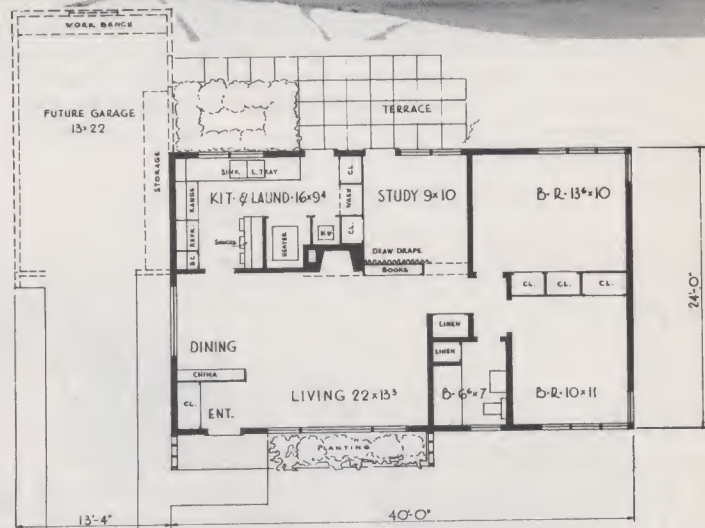 WORK BENCH
FUTURE GARAGE
13×22
STORAGE
TERRACE
SINK
L. TRAY
CL.
KIT. & LAUND·16×9⁴
RANGE
REFR.
B.C.
HEATER
WASH
CL.
STUDY 9×10
DRAW DRAPE
BOOKS
B·R·13⁶×10
CL.
CL.
CL.
24'-0"
DINING
CHINA
CL.
ENT.
LIVING 22×13³
LINEN
LINEN
B·6⁶×7
B·R·10×11
PLANTING
13'-4"
40'-0"